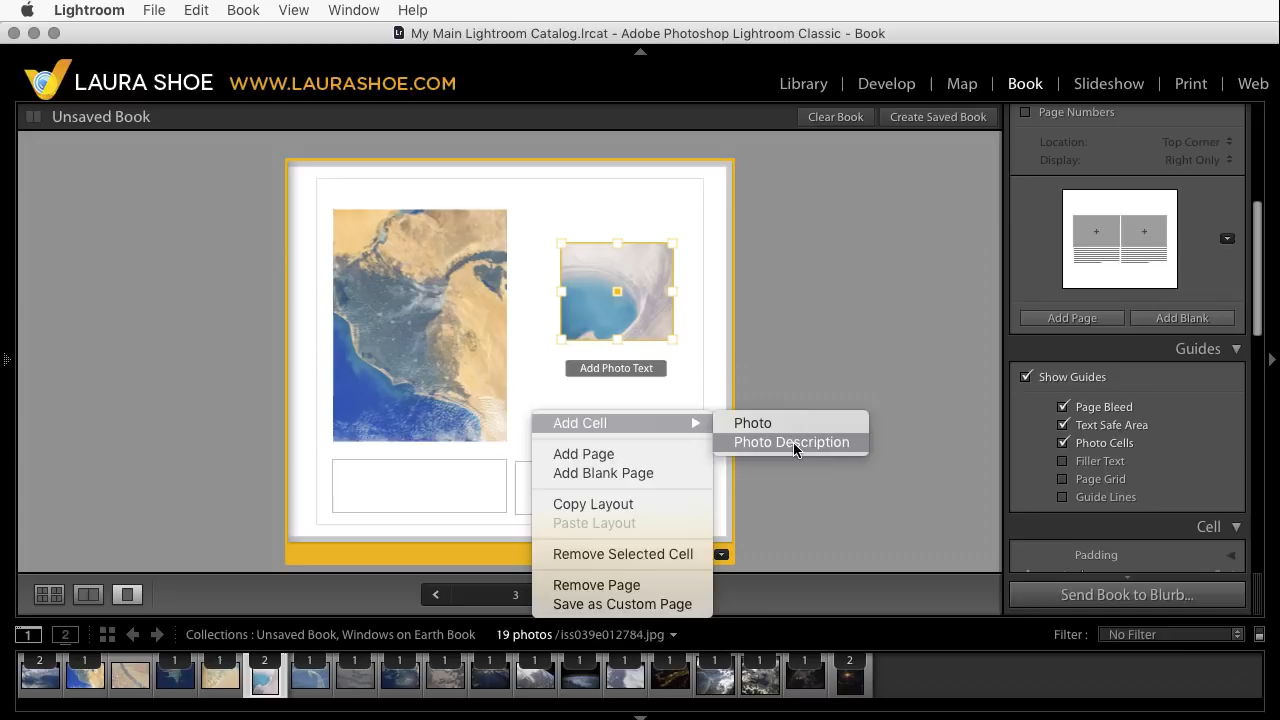 Lightroom File Edit Book View Window Help
Lr My Main Lightroom Catalog.lrcat - Adobe Photoshop Lightroom Classic - Book
LAURA SHOE WWW.LAURASHOE.COM
Library | Develop | Map | Book | Slideshow | Print | Web
Unsaved Book
Clear Book
Create Saved Book
Page Numbers
Location: Top Corner
Display: Right Only
Add Page
Add Blank
Guides
Show Guides
Page Bleed
Text Safe Area
Photo Cells
Filler Text
Page Grid
Guide Lines
Cell
Padding
Send Book to Blurb...
Add Photo Text
Add Cell
Photo
Photo Description
Add Page
Add Blank Page
Copy Layout
Paste Layout
Remove Selected Cell
Remove Page
Save as Custom Page
3
1 2 Collections : Unsaved Book, Windows on Earth Book 19 photos / iss039e012784.jpg
Filter : No Filter
2 1 1 1 1 2 1 1 1 1 1 1 1 1 1 1 1 1 2